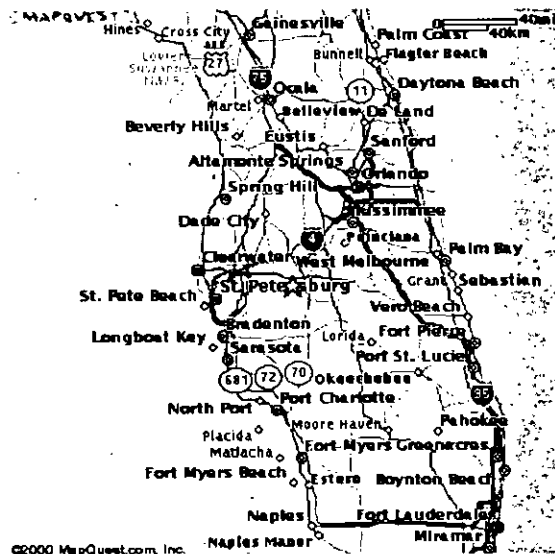 MAPQUEST
Gainesville
40mi
40km
Hines
Cross City
Palm Coast
Bunnell
Flagler Beach
Lower
Suwannee
N.W.R.
27
75
Ocala
11
Daytona Beach
Martel
Belleview
De Land
Beverly Hills
Eustis
Sanford
Altamonte Springs
Orlando
Spring Hill
Kissimmee
Dade City
4
Poinciana
Clearwater
West Melbourne
Palm Bay
St. Petersburg
Grant
Sebastian
St. Pete Beach
Vero Beach
Bradenton
Fort Pierce
Longboat Key
Lorida
Sarasota
Port St. Lucie
681
72
70
Okeechobee
95
North Port
Port Charlotte
Moore Haven
Pahokee
Placida
Matlacha
Fort Myers
Greenacres
Fort Myers Beach
Estero
Boynton Beach
Naples
Fort Lauderdale
Naples Manor
Miramar
©2000 MapQuest.com, Inc.